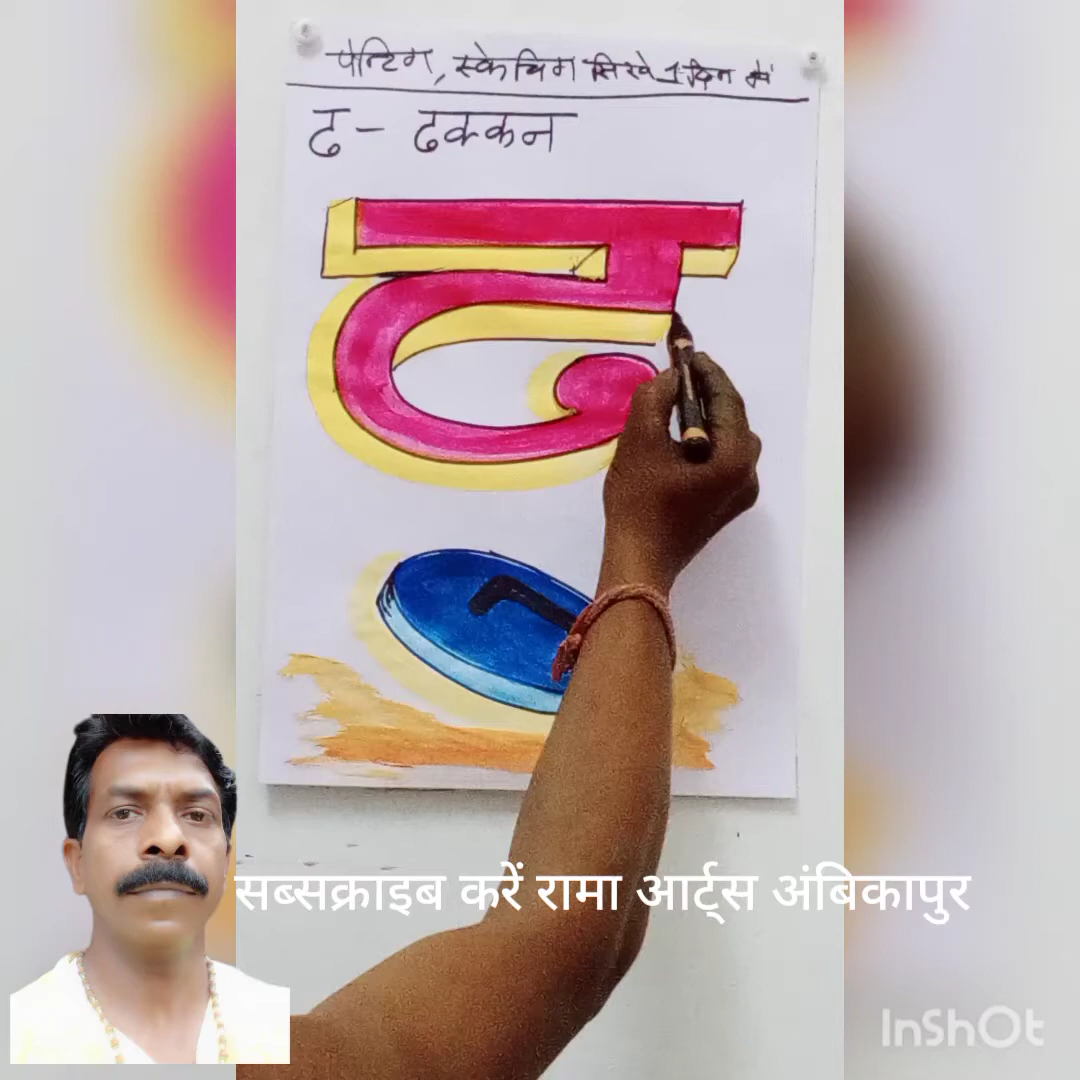 पेन्टिग, स्केचिग सिखे 1 दिन में
ढ - ढक्कन
ढ
सब्सक्राइब करें रामा आर्ट्स अंबिकापुर
InShOt